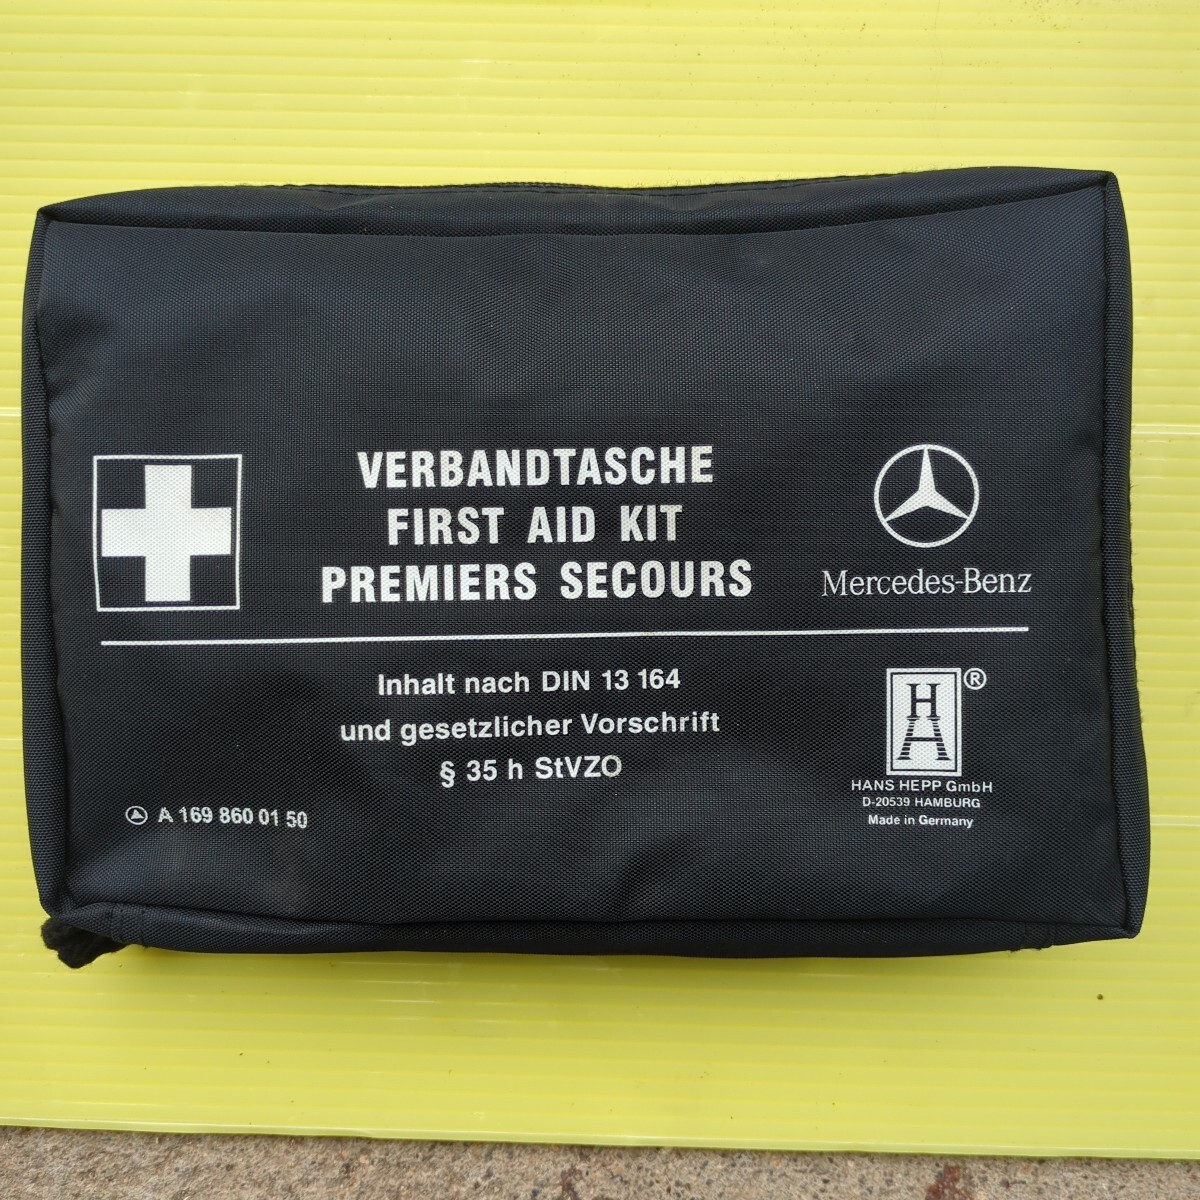 VERBANDTASCHE
FIRST AID KIT
PREMIERS SECOURS
Mercedes-Benz
Inhalt nach DIN 13 164
und gesetzlicher Vorschrift
§ 35 h StVZO
A 169 860 01 50
HA®
HANS HEPP GmbH
D-20539 HAMBURG
Made in Germany